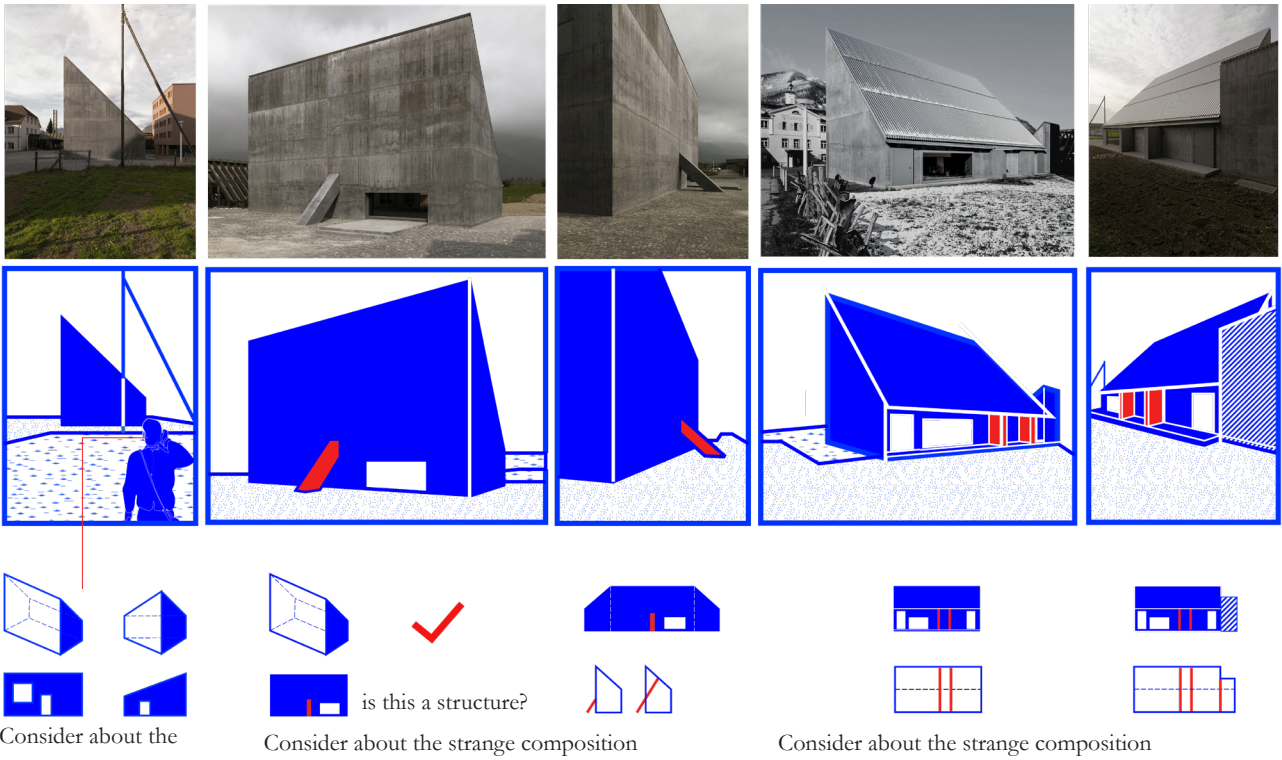 is this a structure?
Consider about the
Consider about the strange composition
Consider about the strange composition